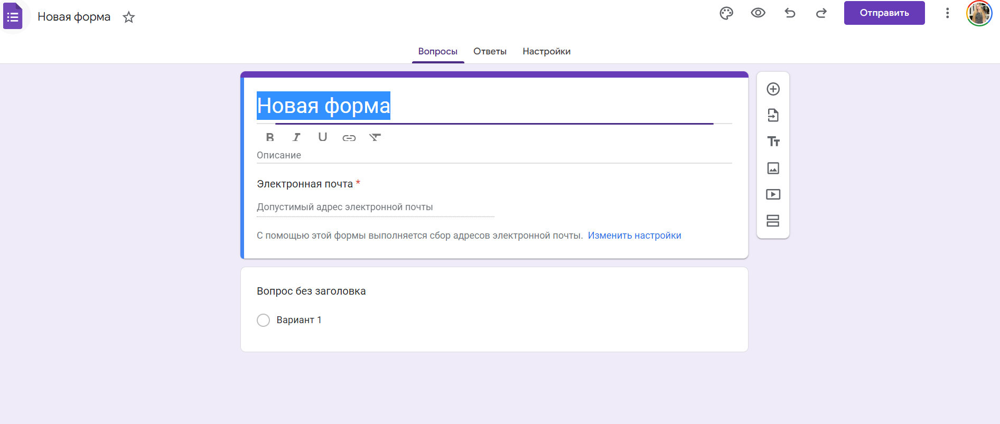 Новая форма
Отправить
Вопросы Ответы Настройки
Новая форма
B I U
Описание
Электронная почта *
Допустимый адрес электронной почты
С помощью этой формы выполняется сбор адресов электронной почты. Изменить настройки
Вопрос без заголовка
Вариант 1